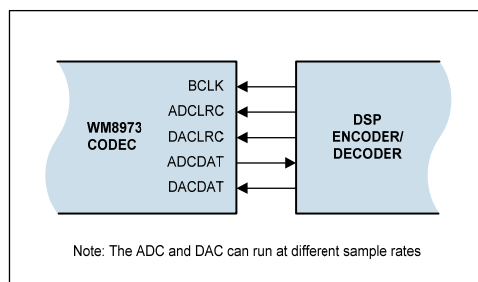 WM8973
CODEC
BCLK
ADCLRC
DACLRC
ADCDAT
DACDAT
DSP
ENCODER/
DECODER
Note: The ADC and DAC can run at different sample rates